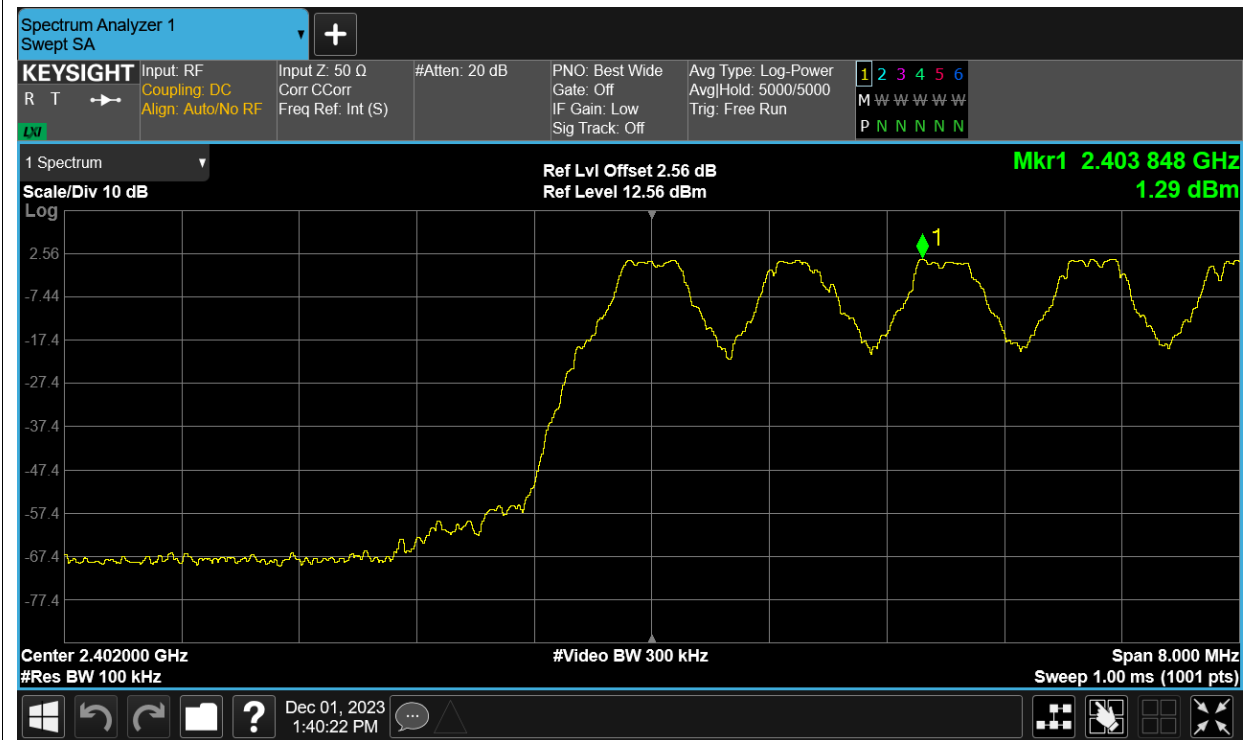 Spectrum Analyzer 1
Swept SA
KEYSIGHT
R T
LXI
Input: RF
Coupling: DC
Align: Auto/No RF
Input Z: 50 Ω
Corr CCorr
Freq Ref: Int (S)
#Atten: 20 dB
PNO: Best Wide
Gate: Off
IF Gain: Low
Sig Track: Off
Avg Type: Log-Power
Avg|Hold: 5000/5000
Trig: Free Run
1 2 3 4 5 6
M W W W W W
P N N N N N
1 Spectrum
Scale/Div 10 dB
Log
Ref Lvl Offset 2.56 dB
Ref Level 12.56 dBm
Mkr1 2.403 848 GHz
1.29 dBm
1
2.56
-7.44
-17.4
-27.4
-37.4
-47.4
-57.4
-67.4
-77.4
Center 2.402000 GHz
#Res BW 100 kHz
#Video BW 300 kHz
Span 8.000 MHz
Sweep 1.00 ms (1001 pts)
?
Dec 01, 2023
1:40:22 PM